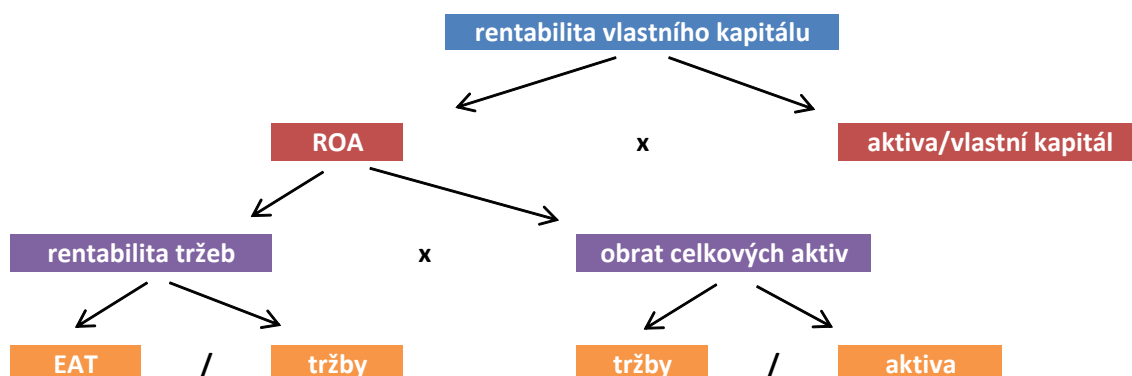 rentabilita vlastního kapitálu
ROA x aktiva/vlastní kapitál
rentabilita tržeb x obrat celkových aktiv
EAT / tržby tržby / aktiva